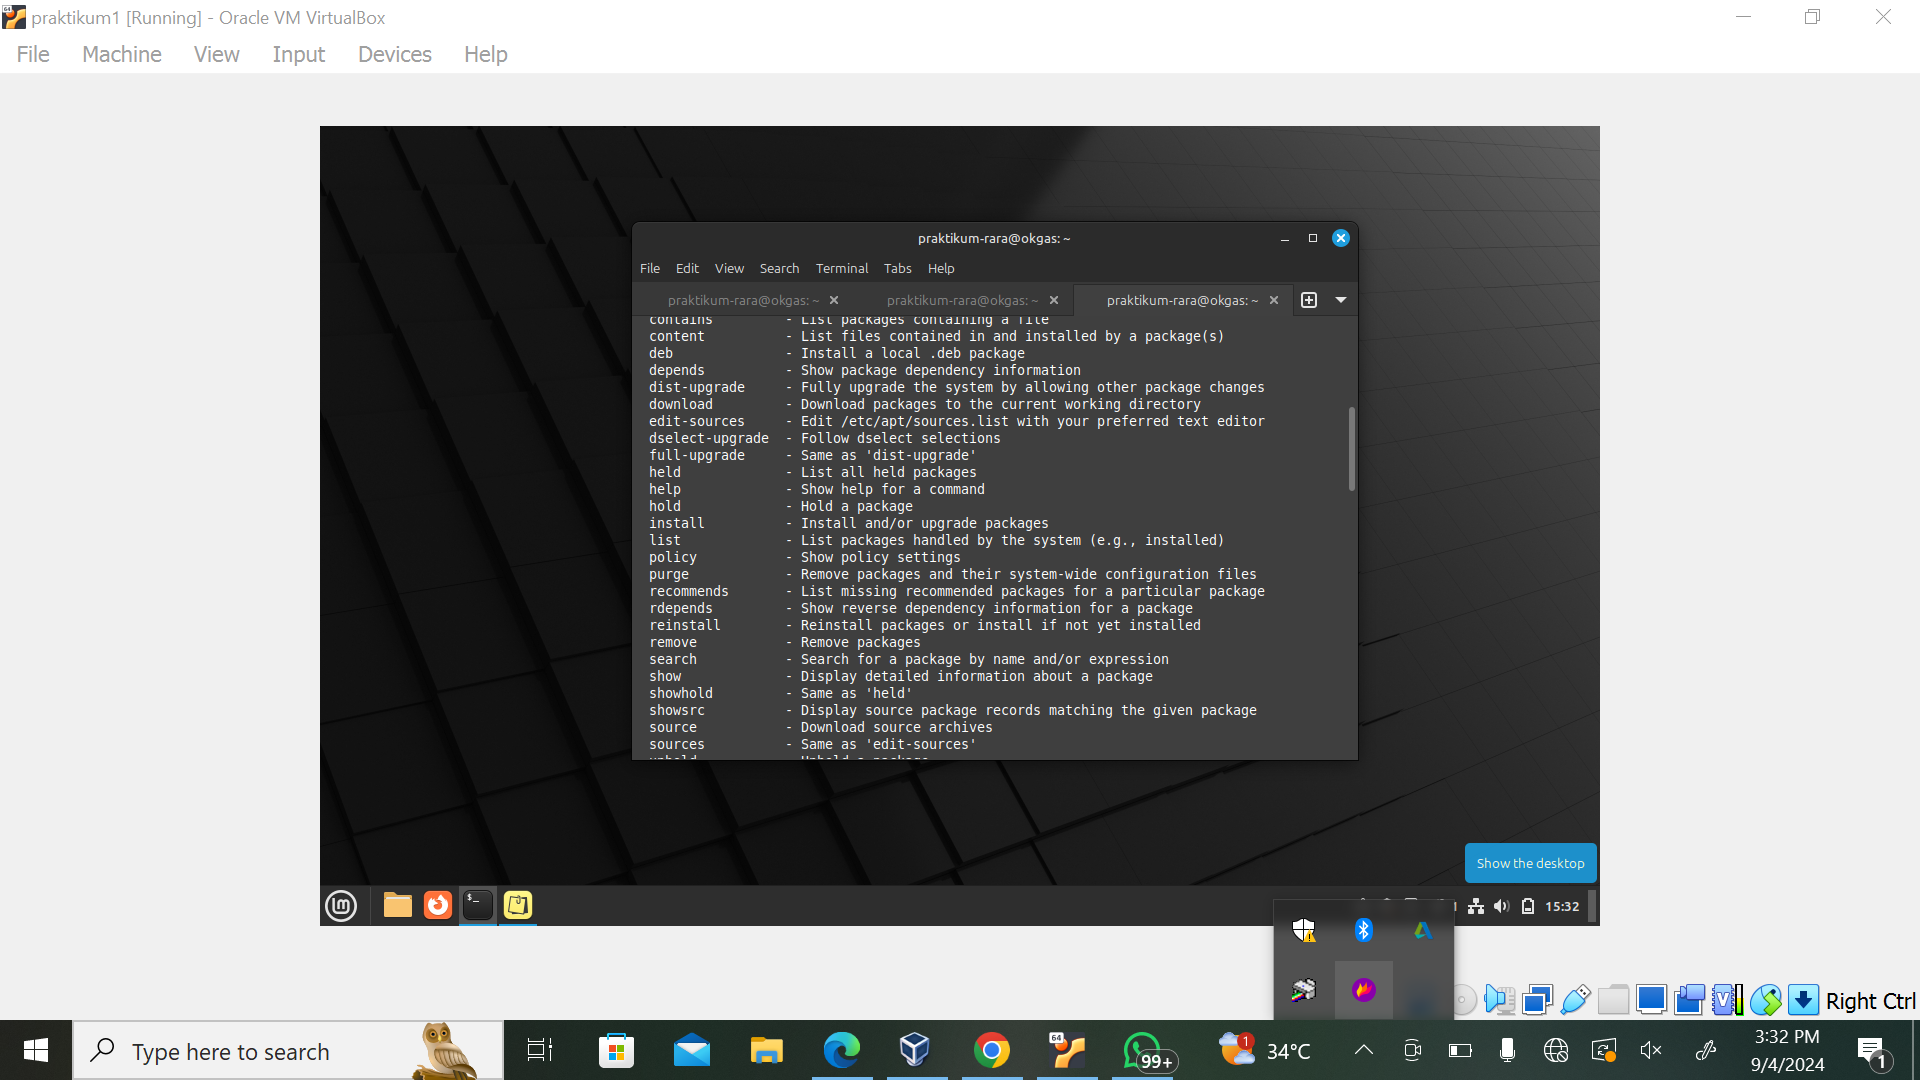 praktikum1 [Running] - Oracle VM VirtualBox
File Machine View Input Devices Help
praktikum-rara@okgas: ~
File Edit View Search Terminal Tabs Help
praktikum-rara@okgas: ~ praktikum-rara@okgas: ~ praktikum-rara@okgas: ~
contains - List packages containing a file
content - List files contained in and installed by a package(s)
deb - Install a local .deb package
depends - Show package dependency information
dist-upgrade - Fully upgrade the system by allowing other package changes
download - Download packages to the current working directory
edit-sources - Edit /etc/apt/sources.list with your preferred text editor
dselect-upgrade - Follow dselect selections
full-upgrade - Same as 'dist-upgrade'
held - List all held packages
help - Show help for a command
hold - Hold a package
install - Install and/or upgrade packages
list - List packages handled by the system (e.g., installed)
policy - Show policy settings
purge - Remove packages and their system-wide configuration files
recommends - List missing recommended packages for a particular package
rdepends - Show reverse dependency information for a package
reinstall - Reinstall packages or install if not yet installed
remove - Remove packages
search - Search for a package by name and/or expression
show - Display detailed information about a package
showhold - Same as 'held'
showsrc - Display source package records matching the given package
source - Download source archives
sources - Same as 'edit-sources'
Show the desktop
15:32
Right Ctrl
Type here to search
64
99+
1
34°C
3:32 PM
9/4/2024
1